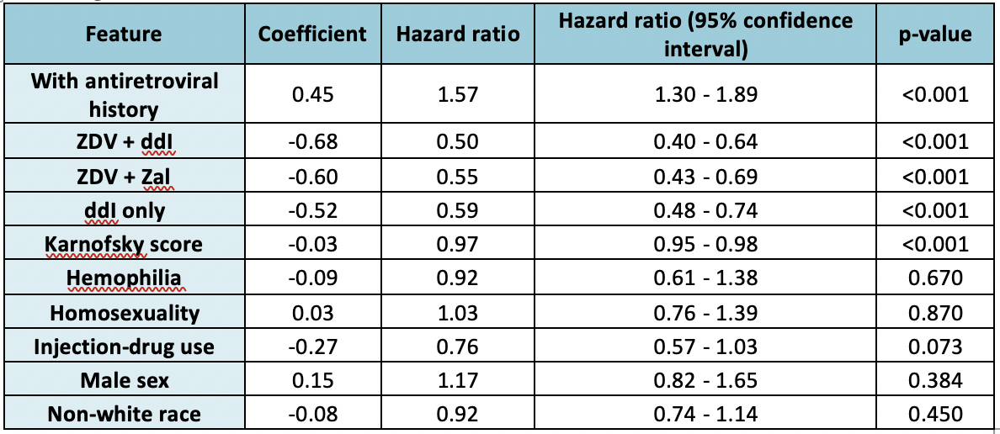 Feature Coefficient Hazard ratio Hazard ratio (95% confidence interval) p-value
With antiretroviral history 0.45 1.57 1.30 - 1.89 <0.001
ZDV + ddI -0.68 0.50 0.40 - 0.64 <0.001
ZDV + Zal -0.60 0.55 0.43 - 0.69 <0.001
ddI only -0.52 0.59 0.48 - 0.74 <0.001
Karnofsky score -0.03 0.97 0.95 - 0.98 <0.001
Hemophilia -0.09 0.92 0.61 - 1.38 0.670
Homosexuality 0.03 1.03 0.76 - 1.39 0.870
Injection-drug use -0.27 0.76 0.57 - 1.03 0.073
Male sex 0.15 1.17 0.82 - 1.65 0.384
Non-white race -0.08 0.92 0.74 - 1.14 0.450